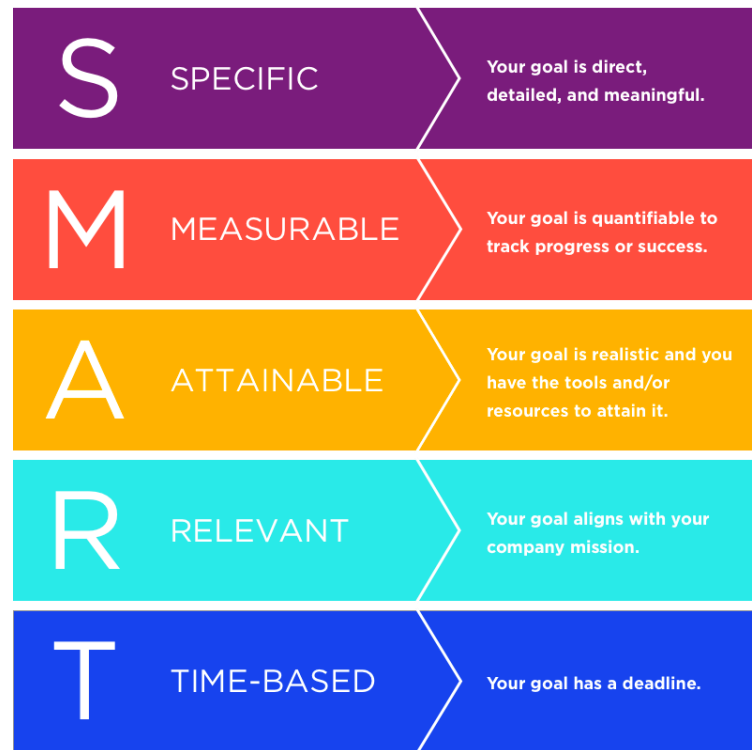 S SPECIFIC
Your goal is direct,
detailed, and meaningful.
M MEASURABLE
Your goal is quantifiable to
track progress or success.
A ATTAINABLE
Your goal is realistic and you
have the tools and/or
resources to attain it.
R RELEVANT
Your goal aligns with your
company mission.
T TIME-BASED
Your goal has a deadline.